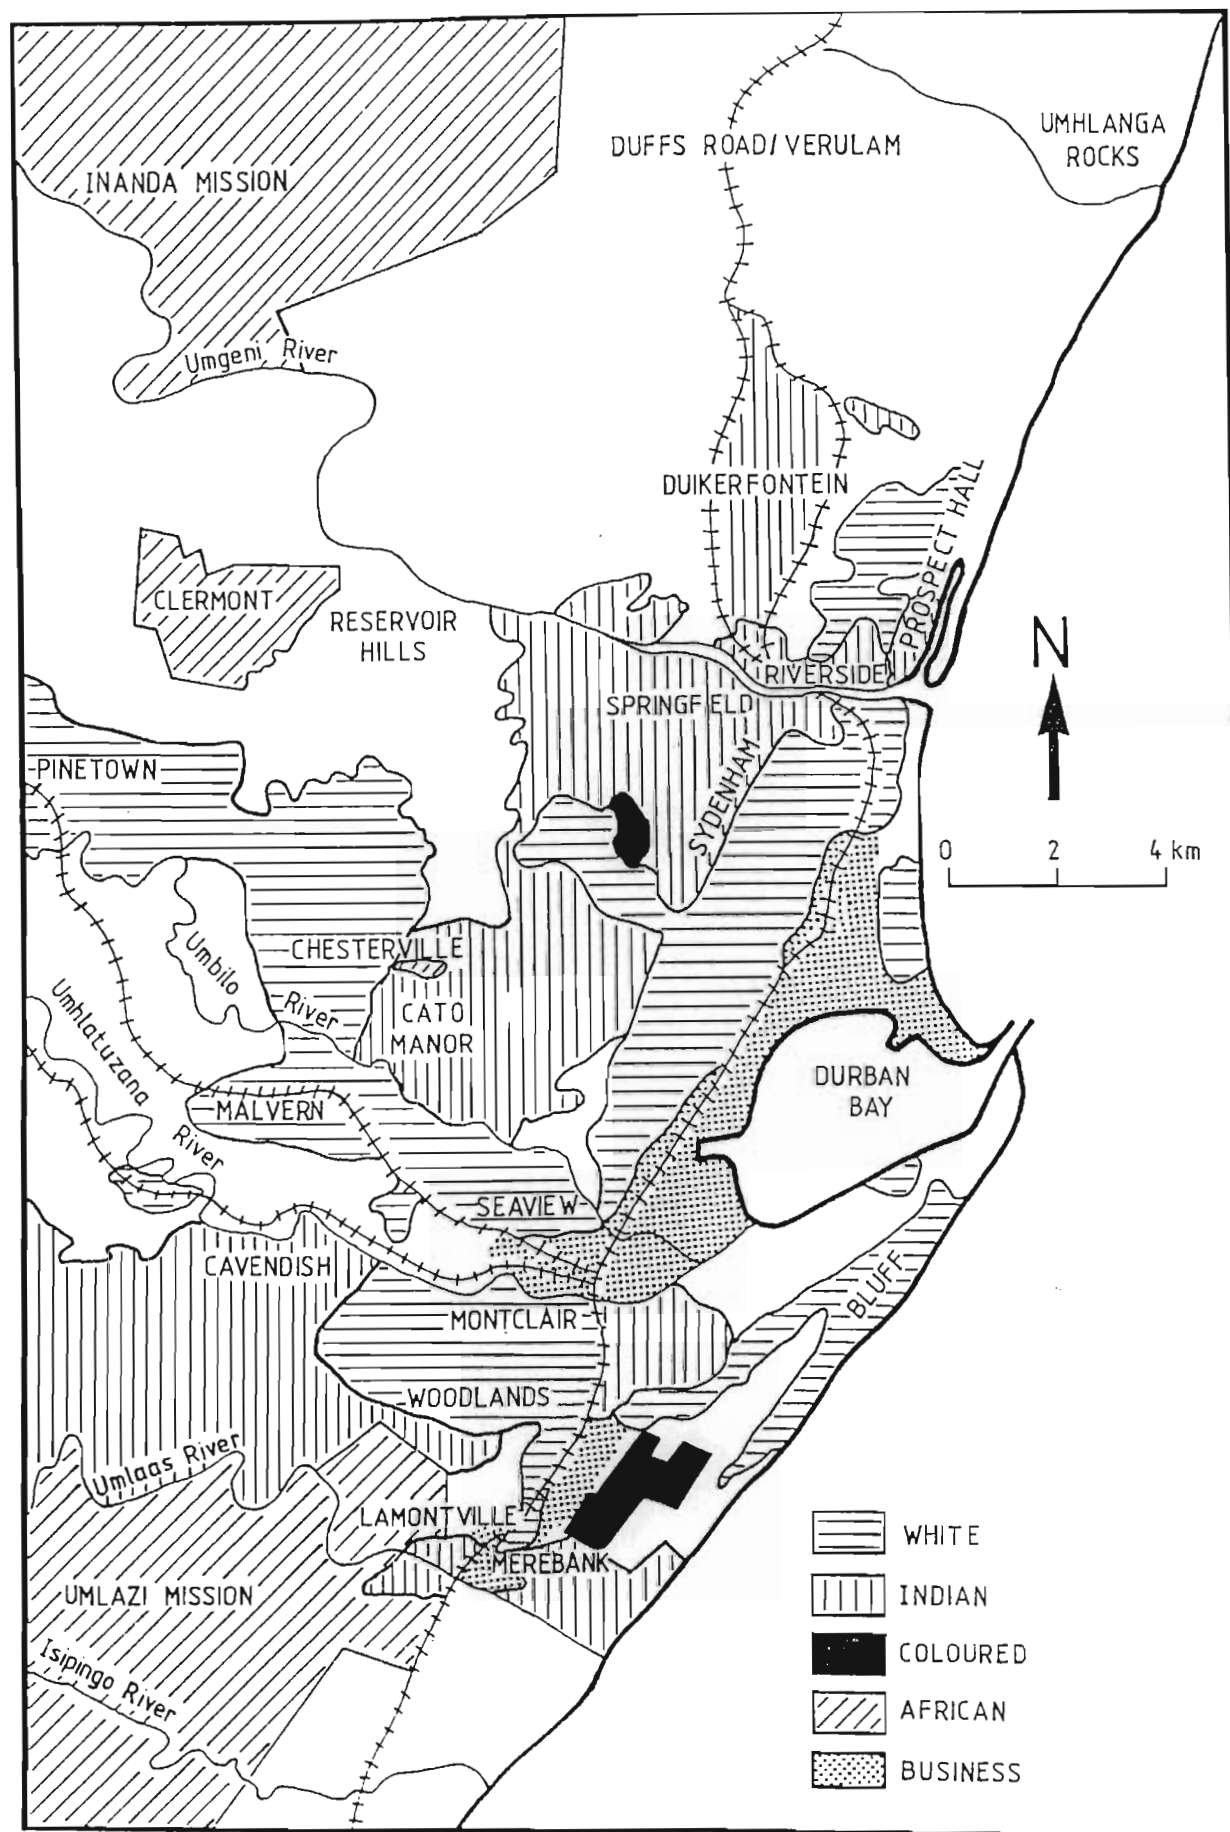 DUFFS ROAD/VERULAM
UMHLANGA
ROCKS
INANDA MISSION
Umgeni River
DUIKERFONTEIN
PROSPECT HALL
CLERMONT
RESERVOIR
HILLS
RIVERSIDE
SPRINGFIELD
N
PINETOWN
SYDENHAM
0 2 4 km
CHESTERVILLE
Umbilo
River
Umhlatuzana
River
CATO
MANOR
DURBAN
BAY
MALVERN
SEAVIEW
CAVENDISH
BLUFF
MONTCLAIR
WOODLANDS
Umlaas River
LAMONTVILLE
MEREBANK
UMLAZI MISSION
Isipingo River
WHITE
INDIAN
COLOURED
AFRICAN
BUSINESS